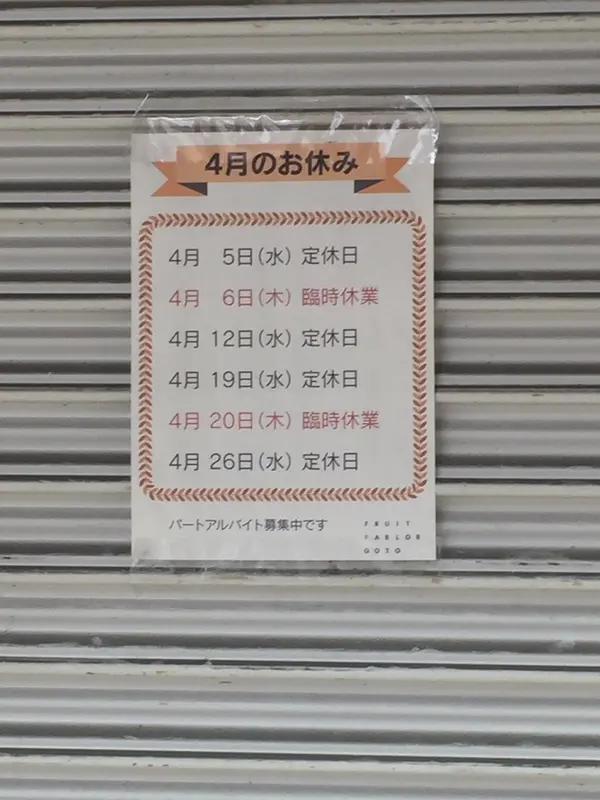 4月のお休み
4月 5日(水) 定休日
4月 6日(木) 臨時休業
4月 12日(水) 定休日
4月 19日(水) 定休日
4月 20日(木) 臨時休業
4月 26日(水) 定休日
パートアルバイト募集中です
FRUIT
PARLOR
GOTO